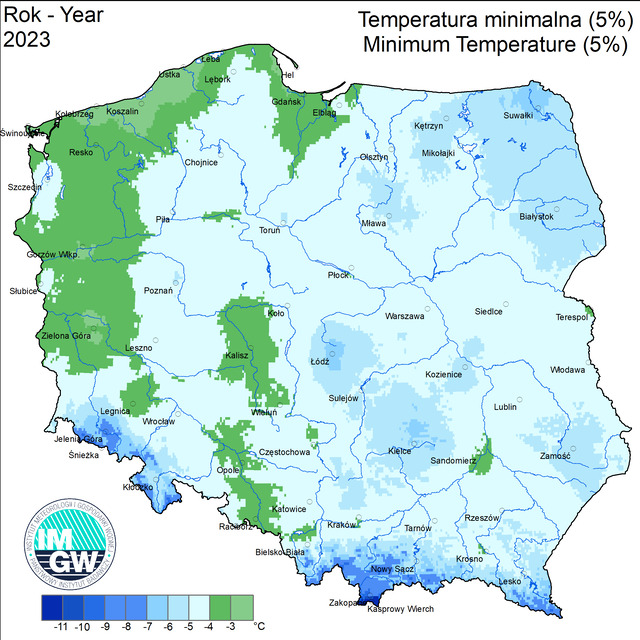 Rok - Year
2023
Temperatura minimalna (5%)
Minimum Temperature (5%)
Łeba
Ustka
Lębork
Hel
Gdańsk
Elbląg
Kołobrzeg
Koszalin
Resko
Suwałki
Kętrzyn
Mikołajki
Olsztyn
Chojnice
Szczecin
Piła
Mława
Białystok
Toruń
Gorzów Wlkp.
Płock
Słubice
Poznań
Koło
Warszawa
Siedlce
Terespol
Zielona Góra
Leszno
Kalisz
Łódź
Kozienice
Włodawa
Sulejów
Legnica
Wrocław
Wieluń
Lublin
Jelenia Góra
Śnieżka
Częstochowa
Kielce
Sandomierz
Zamość
Opole
Kłodzko
Katowice
Racibórz
Kraków
Tarnów
Rzeszów
Bielsko Biała
Krosno
Nowy Sącz
Lesko
Kasprowy Wierch
IM
GW
-11 -10 -9 -8 -7 -6 -5 -4 -3 °C